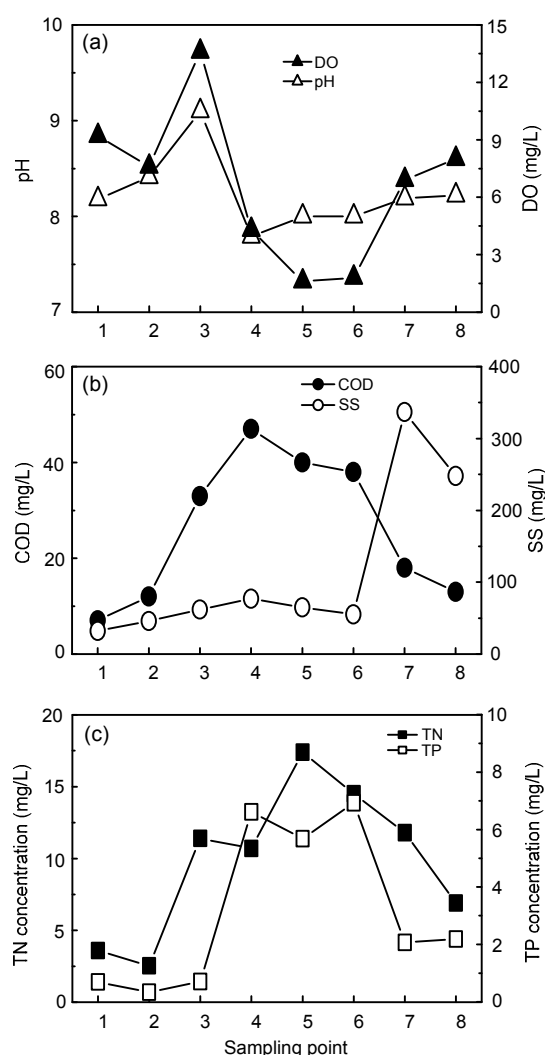 (a)
DO
pH
10
9
8
7
pH
15
12
9
6
3
0
DO (mg/L)
1 2 3 4 5 6 7 8
(b)
COD
SS
60
40
20
0
COD (mg/L)
400
300
200
100
0
SS (mg/L)
1 2 3 4 5 6 7 8
(c)
TN
TP
20
15
10
5
0
TN concentration (mg/L)
10
8
6
4
2
0
TP concentration (mg/L)
1 2 3 4 5 6 7 8
Sampling point